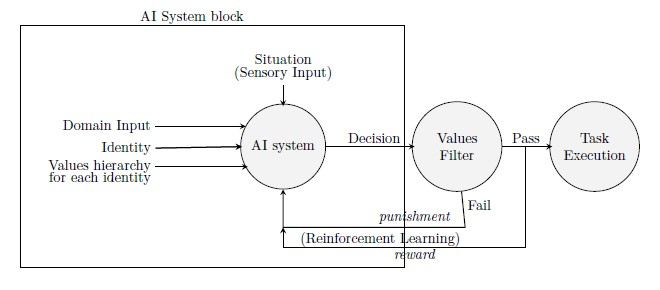 AI System block
Situation
(Sensory Input)
Domain Input
Identity
Values hierarchy
for each identity
AI system
Decision
Values
Filter
Pass
Task
Execution
Fail
punishment
(Reinforcement Learning)
reward